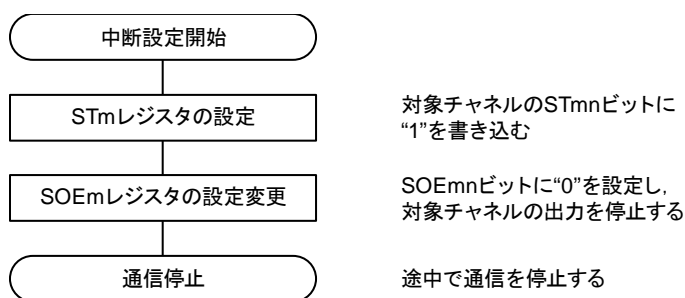 中断設定開始
STmレジスタの設定
対象チャネルのSTmnビットに
“1”を書き込む
SOEmレジスタの設定変更
SOEmnビットに“0”を設定し,
対象チャネルの出力を停止する
通信停止
途中で通信を停止する